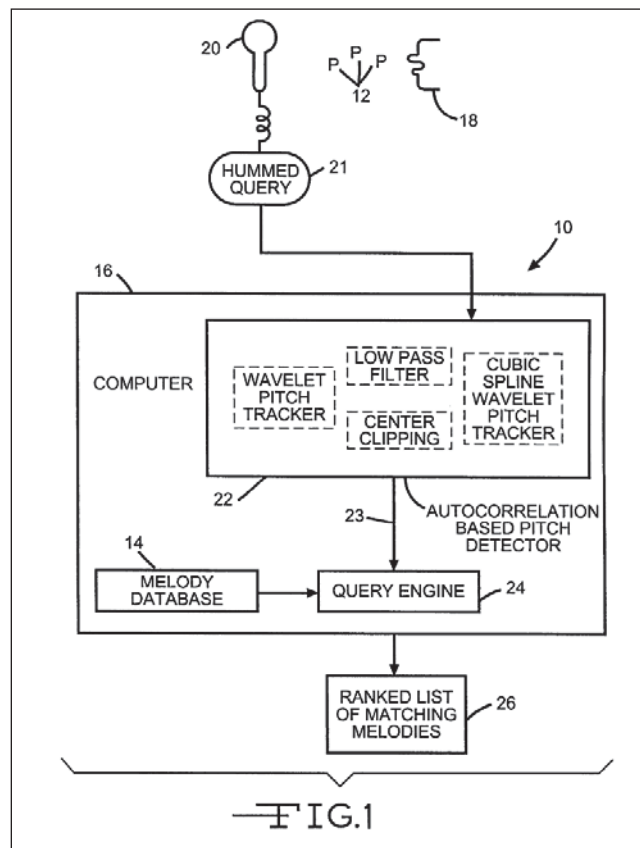 20
P P P
12
18
HUMMED
QUERY
21
10
16
COMPUTER
WAVELET
PITCH
TRACKER
LOW PASS
FILTER
CENTER
CLIPPING
CUBIC
SPLINE
WAVELET
PITCH
TRACKER
22
23
AUTOCORRELATION
BASED PITCH
DETECTOR
14
MELODY
DATABASE
QUERY ENGINE
24
RANKED LIST
OF MATCHING
MELODIES
26
FIG.1